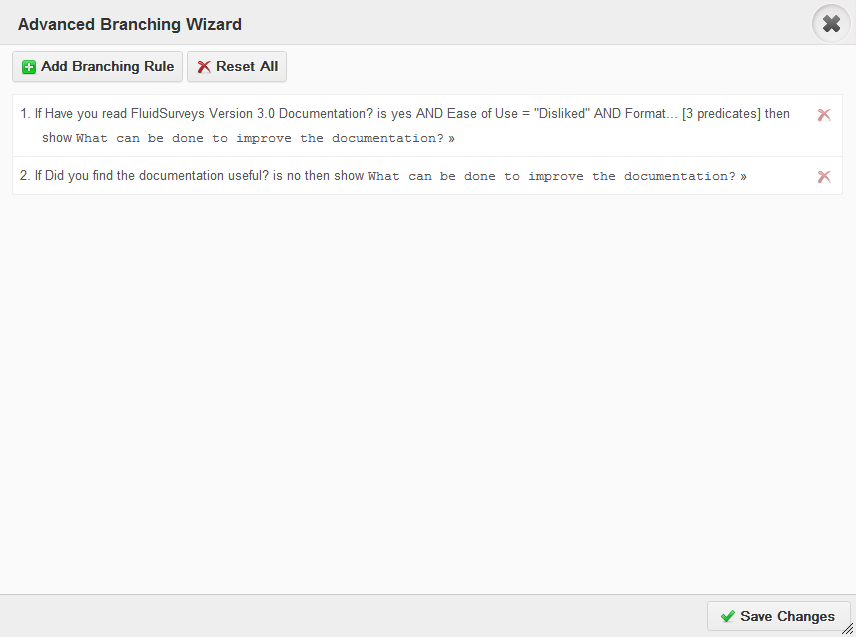 Advanced Branching Wizard
Add Branching Rule Reset All
1. If Have you read FluidSurveys Version 3.0 Documentation? is yes AND Ease of Use = "Disliked" AND Format... [3 predicates] then
show What can be done to improve the documentation? »
2. If Did you find the documentation useful? is no then show What can be done to improve the documentation? »
Save Changes